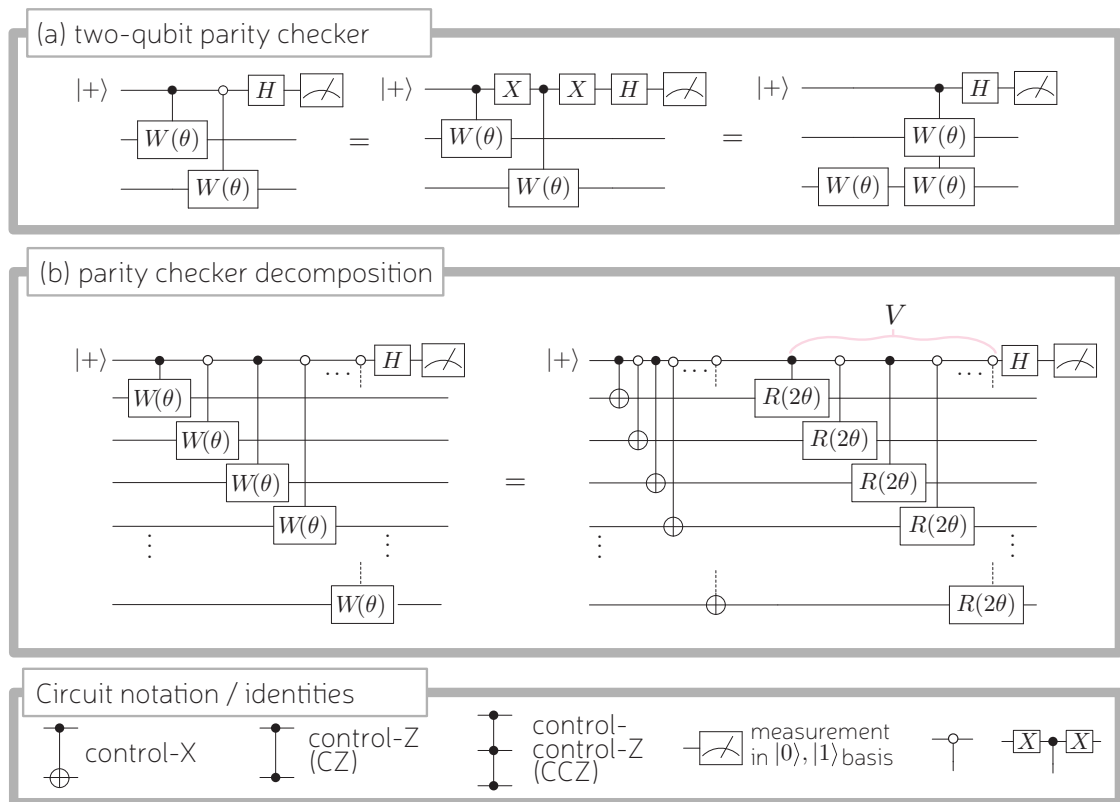 (a) two-qubit parity checker
|+⟩ H |+⟩ X X H |+⟩ H
W(θ) = W(θ) = W(θ)
W(θ) W(θ) W(θ) W(θ)
(b) parity checker decomposition
V
|+⟩ ... H |+⟩ ... ... H
W(θ) R(2θ)
W(θ) R(2θ)
W(θ) = R(2θ)
W(θ) R(2θ)
⋮ ⋮ ⋮ ⋮
W(θ) R(2θ)
Circuit notation / identities
control-X
control-Z
(CZ)
control-
control-Z
(CCZ)
measurement
in |0⟩, |1⟩ basis
X X